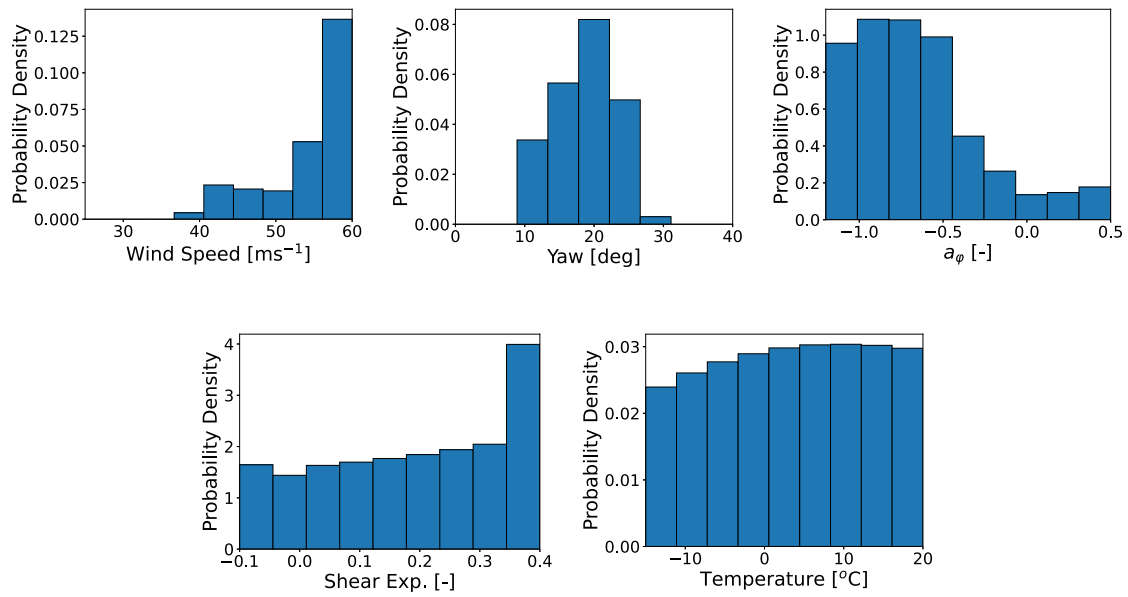 Probability Density
0.125
0.100
0.075
0.050
0.025
0.000
30 40 50 60
Wind Speed [ms⁻¹]
Probability Density
0.08
0.06
0.04
0.02
0.00
0 10 20 30 40
Yaw [deg]
Probability Density
1.0
0.8
0.6
0.4
0.2
0.0
−1.0 −0.5 0.0 0.5
aᵩ [-]
Probability Density
4
3
2
1
0
−0.1 0.0 0.1 0.2 0.3 0.4
Shear Exp. [-]
Probability Density
0.03
0.02
0.01
0.00
−10 0 10 20
Temperature [ᵒC]